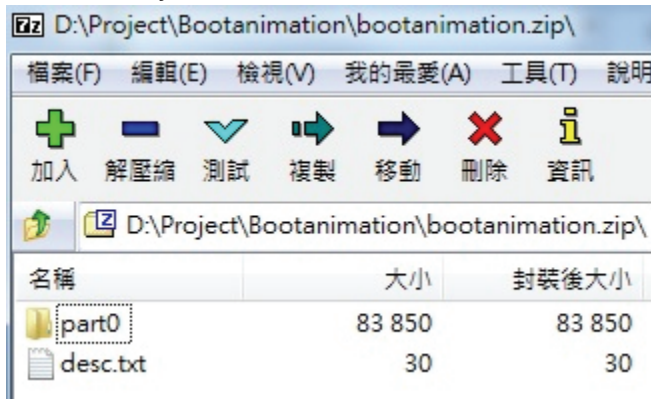 D:\Project\Bootanimation\bootanimation.zip\
檔案(F) 編輯(E) 檢視(V) 我的最愛(A) 工具(T) 說明
加入 解壓縮 測試 複製 移動 刪除 資訊
D:\Project\Bootanimation\bootanimation.zip\
名稱 大小 封裝後大小
part0 83 850 83 850
desc.txt 30 30